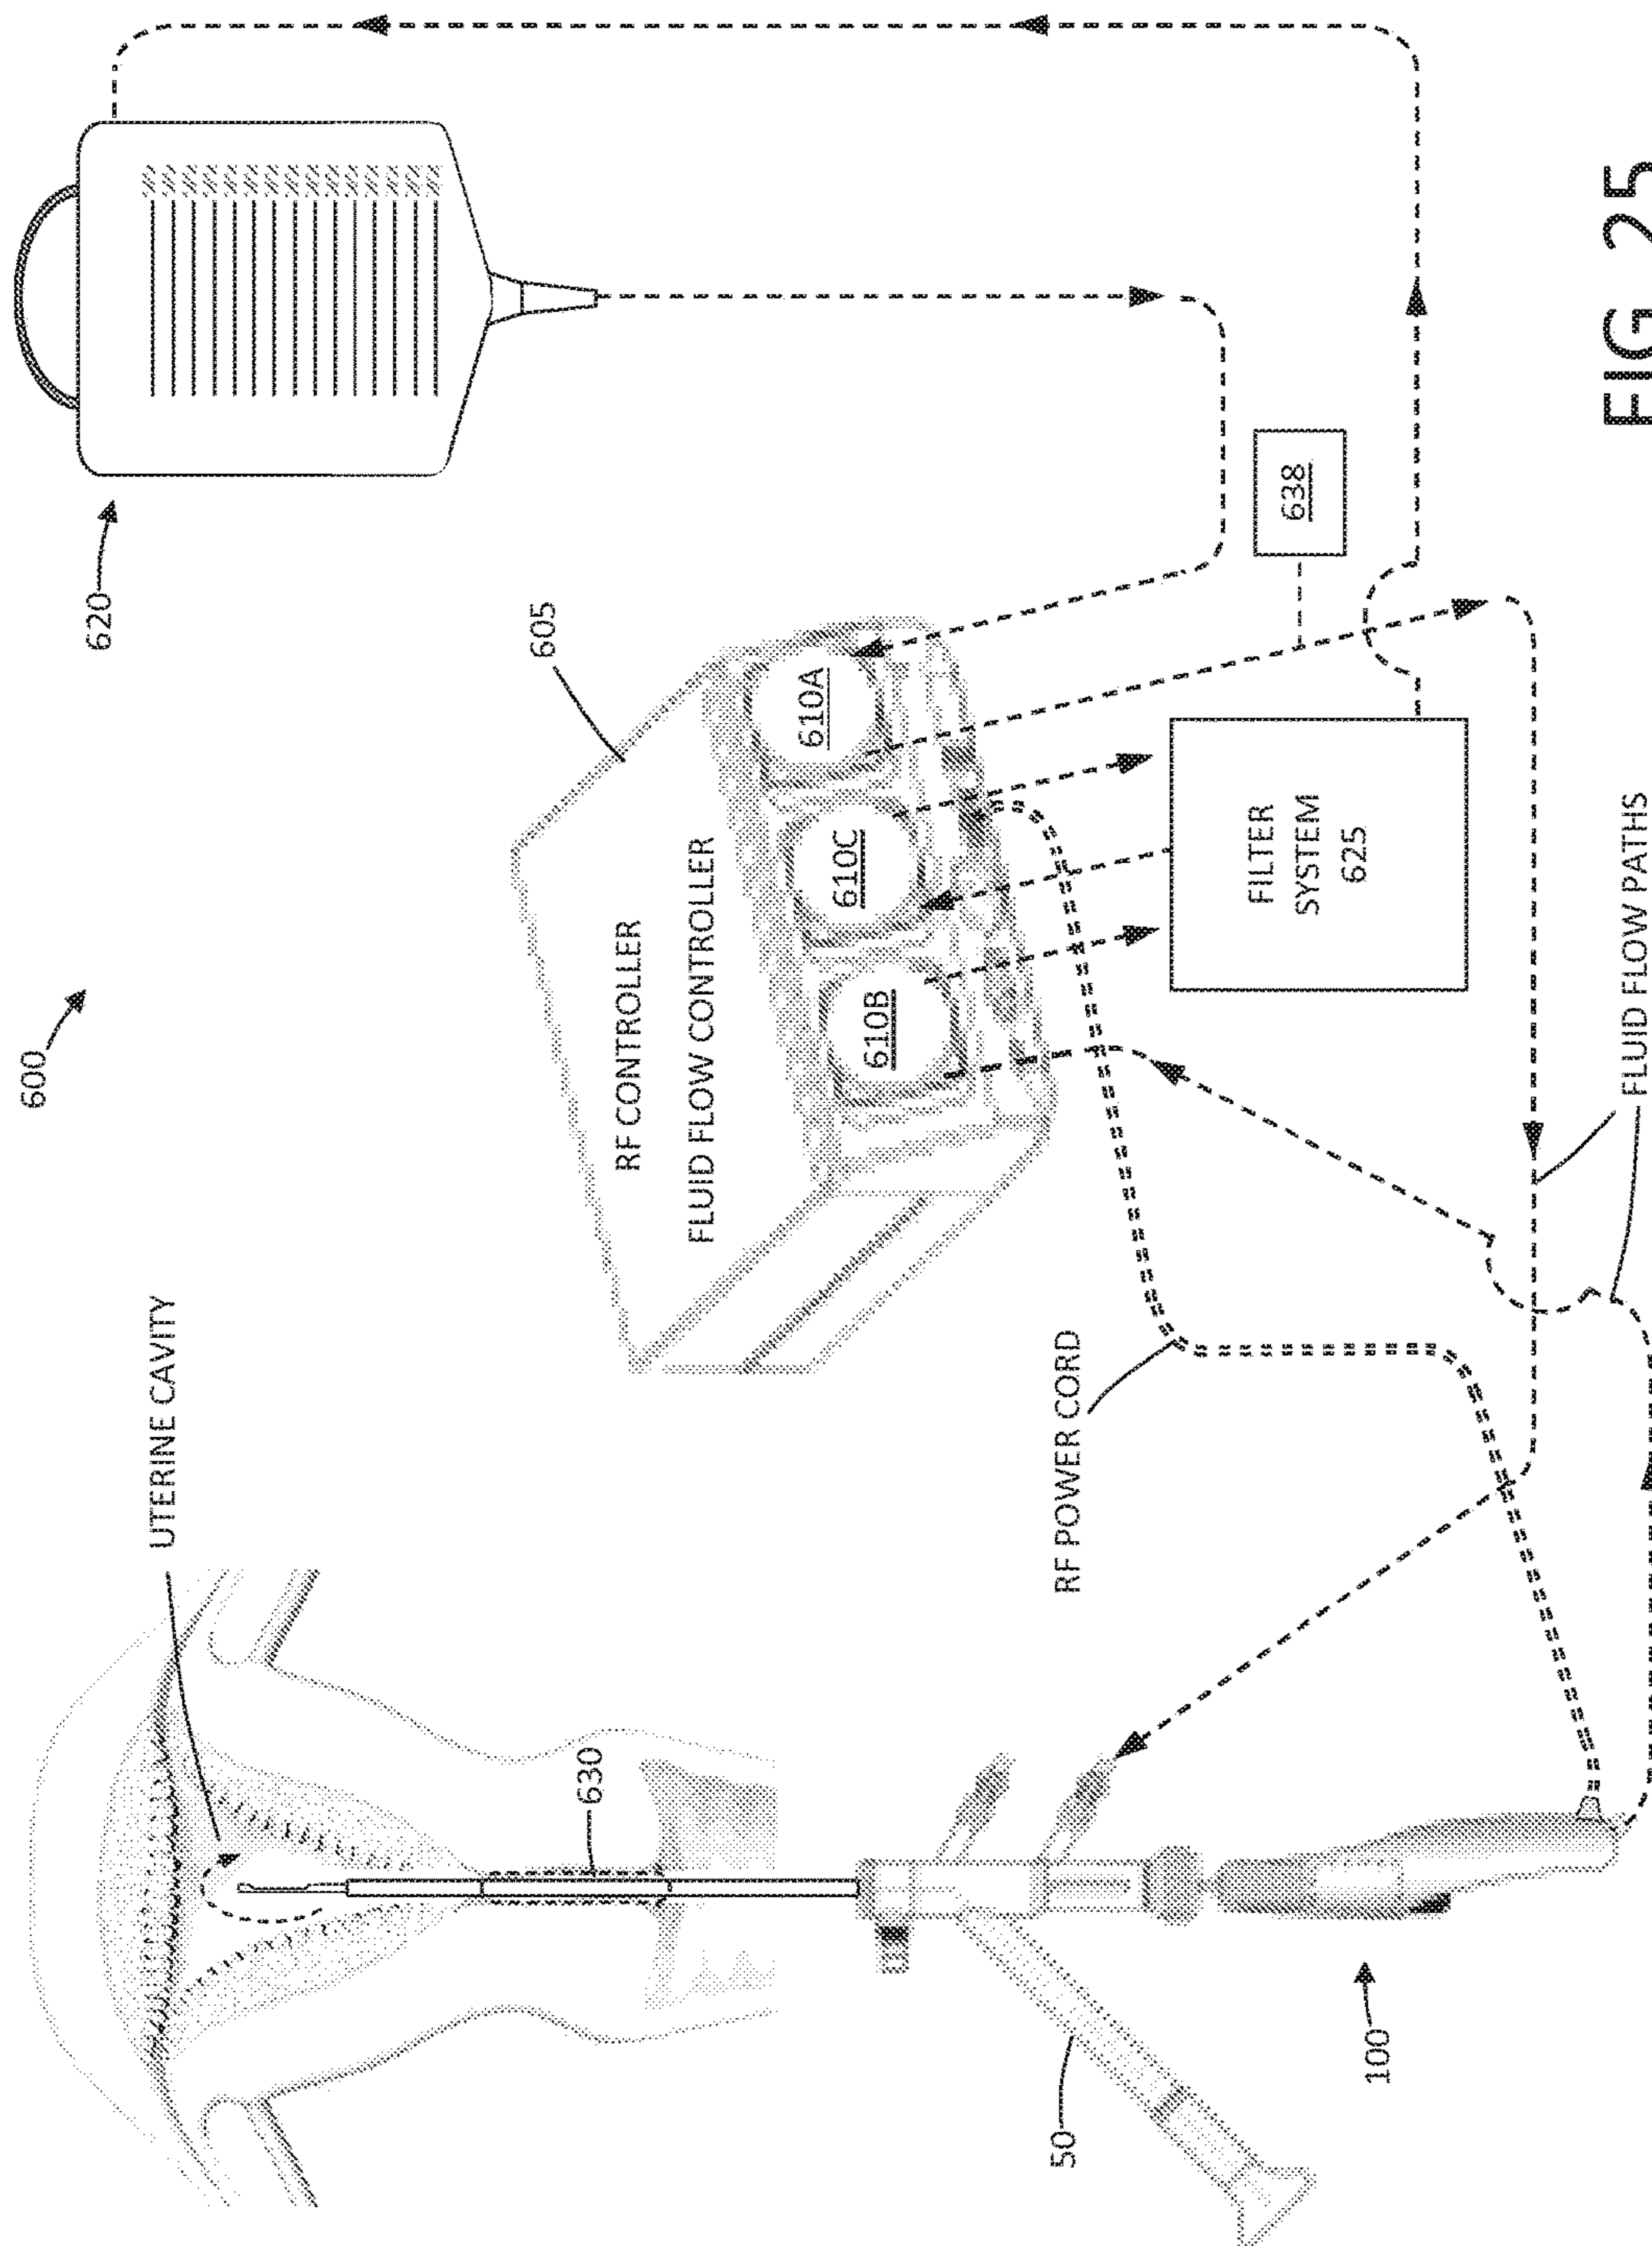 600
620
UTERINE CAVITY
605
RF CONTROLLER
FLUID FLOW CONTROLLER
610A
610C
610B
630
638
RF POWER CORD
FILTER
SYSTEM
625
50
100
FLUID FLOW PATHS
FIG 25